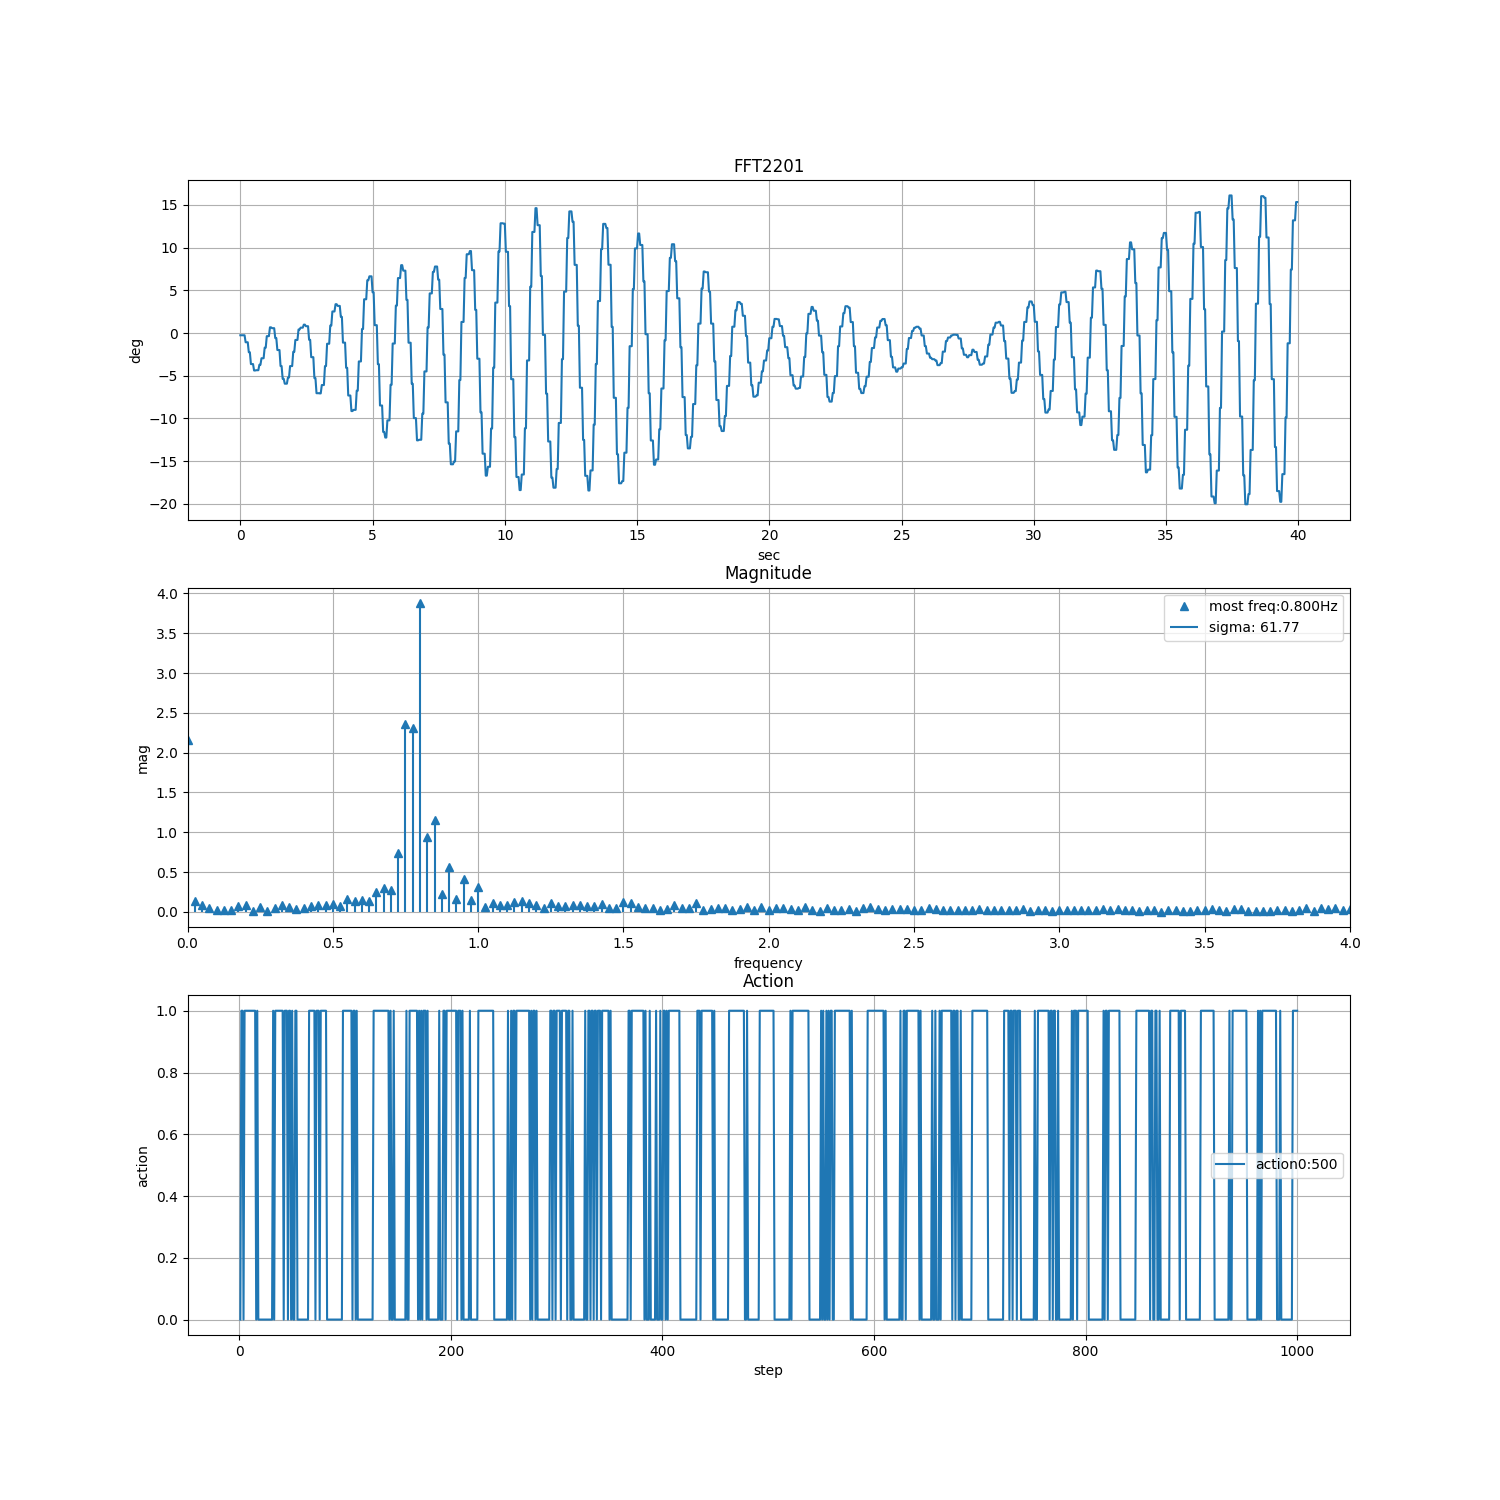 FFT2201
15
10
5
0
−5
−10
−15
−20
deg
0 5 10 15 20 25 30 35 40
sec
Magnitude
4.0
3.5
3.0
2.5
2.0
1.5
1.0
0.5
0.0
mag
most freq:0.800Hz
sigma: 61.77
0.0 0.5 1.0 1.5 2.0 2.5 3.0 3.5 4.0
frequency
Action
1.0
0.8
0.6
0.4
0.2
0.0
action
action0:500
0 200 400 600 800 1000
step